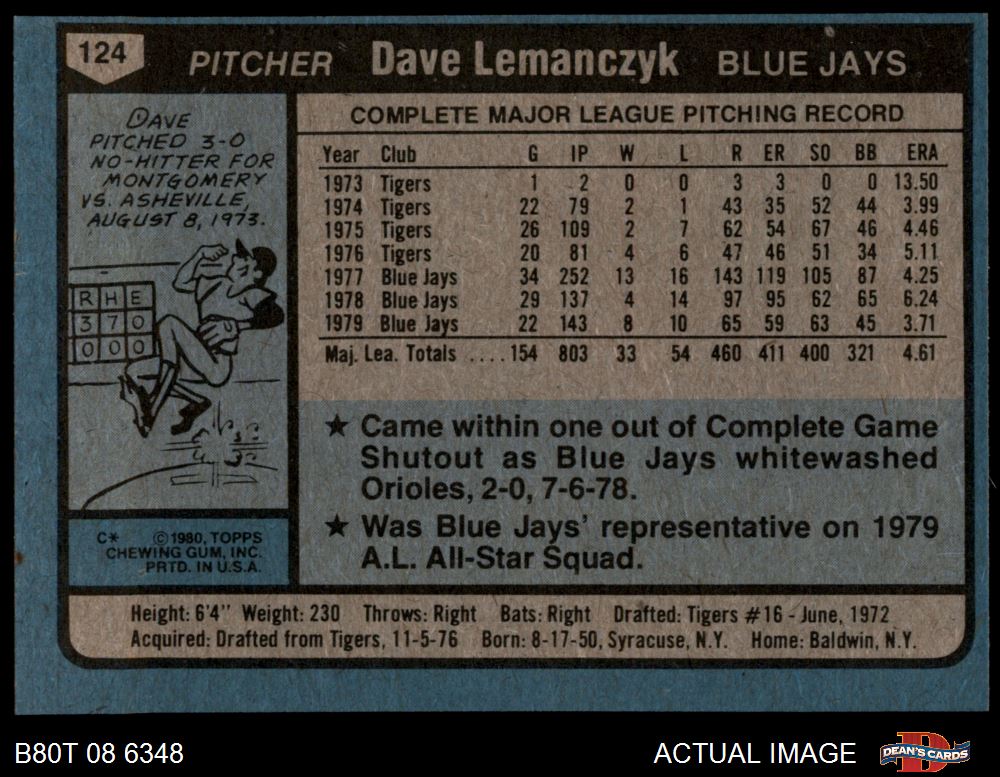 124 PITCHER Dave Lemanczyk BLUE JAYS
DAVE
PITCHED 3-0
NO-HITTER FOR
MONTGOMERY
VS. ASHEVILLE,
AUGUST 8, 1973.
R H E
3 7 0
0 0 0
C* ©1980, TOPPS
CHEWING GUM, INC.
PRTD. IN U.S.A.
COMPLETE MAJOR LEAGUE PITCHING RECORD
Year Club G IP W L R ER SO BB ERA
1973 Tigers 1 2 0 0 3 3 0 0 13.50
1974 Tigers 22 79 2 1 43 35 52 44 3.99
1975 Tigers 26 109 2 7 62 54 67 46 4.46
1976 Tigers 20 81 4 6 47 46 51 34 5.11
1977 Blue Jays 34 252 13 16 143 119 105 87 4.25
1978 Blue Jays 29 137 4 14 97 95 62 65 6.24
1979 Blue Jays 22 143 8 10 65 59 63 45 3.71
Maj. Lea. Totals ....154 803 33 54 460 411 400 321 4.61
★ Came within one out of Complete Game
Shutout as Blue Jays whitewashed
Orioles, 2-0, 7-6-78.
★ Was Blue Jays' representative on 1979
A.L. All-Star Squad.
Height: 6'4" Weight: 230 Throws: Right Bats: Right Drafted: Tigers #16 - June, 1972
Acquired: Drafted from Tigers, 11-5-76 Born: 8-17-50, Syracuse, N.Y. Home: Baldwin, N.Y.
B80T 08 6348 ACTUAL IMAGE D DEAN'S CARDS